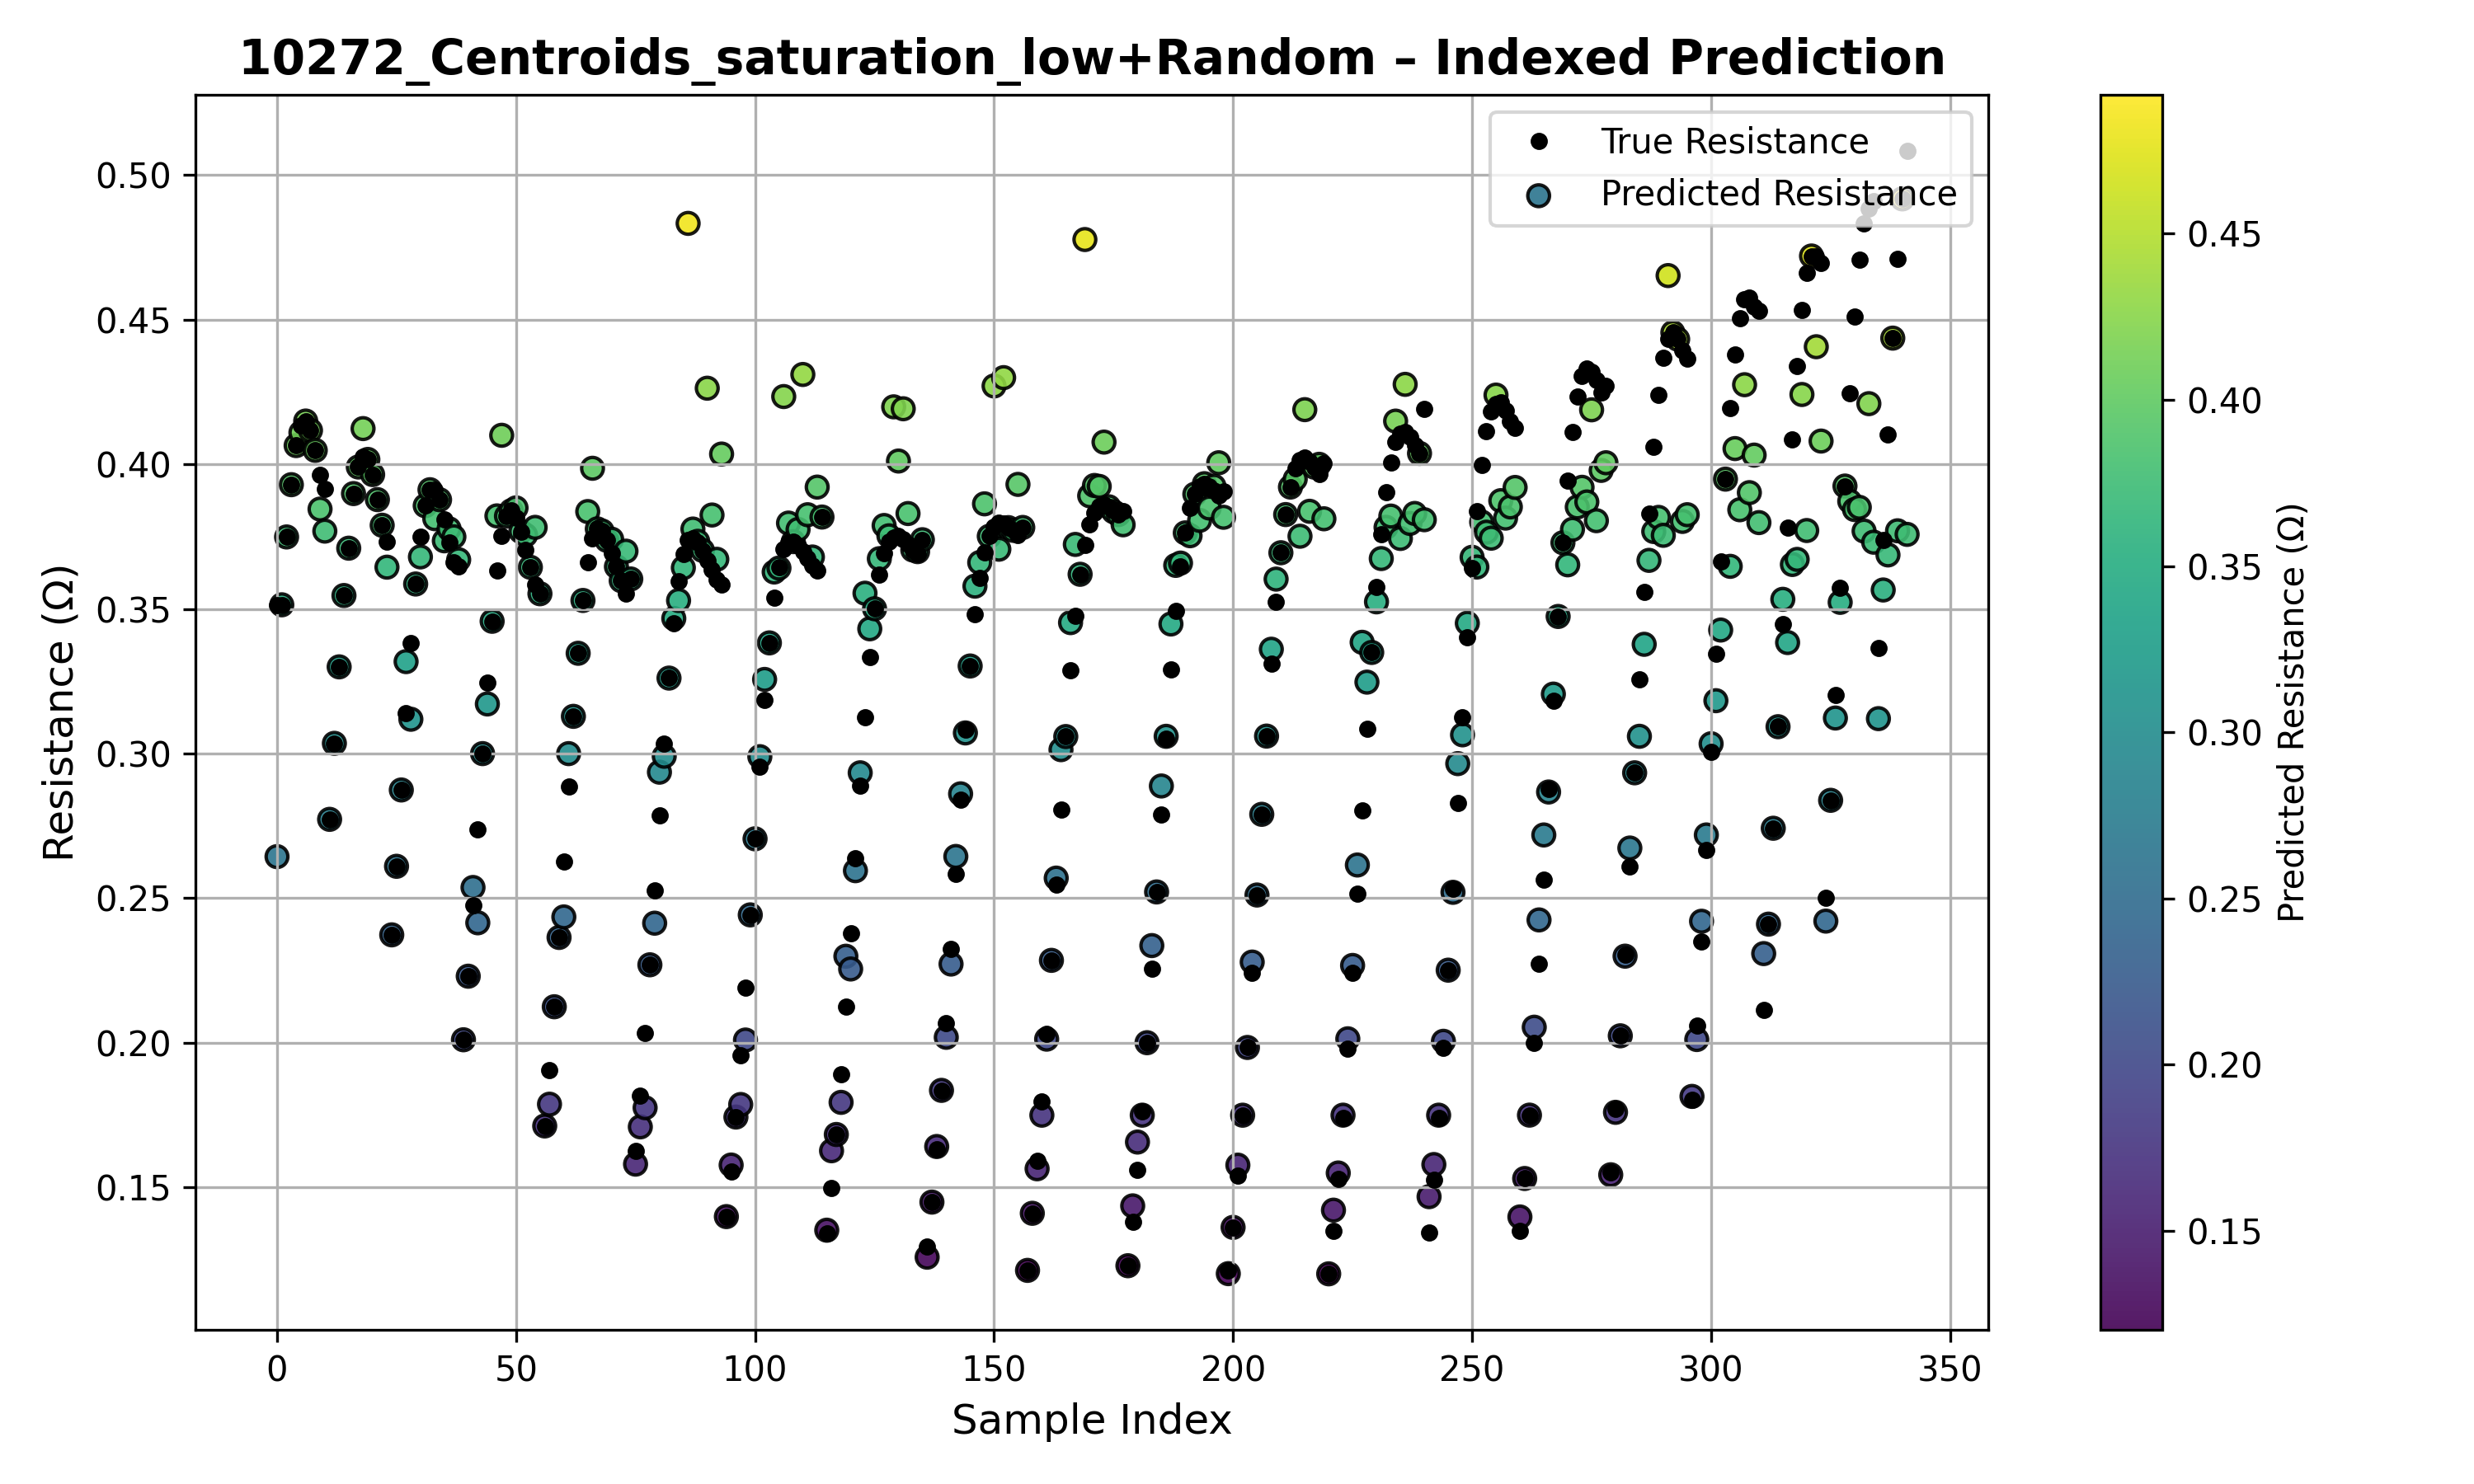 10272_Centroids_saturation_low+Random – Indexed Prediction
True Resistance
Predicted Resistance
Resistance (Ω)
0.50
0.45
0.40
0.35
0.30
0.25
0.20
0.15
0 50 100 150 200 250 300 350
Sample Index
0.45
0.40
0.35
0.30
0.25
0.20
0.15
Predicted Resistance (Ω)